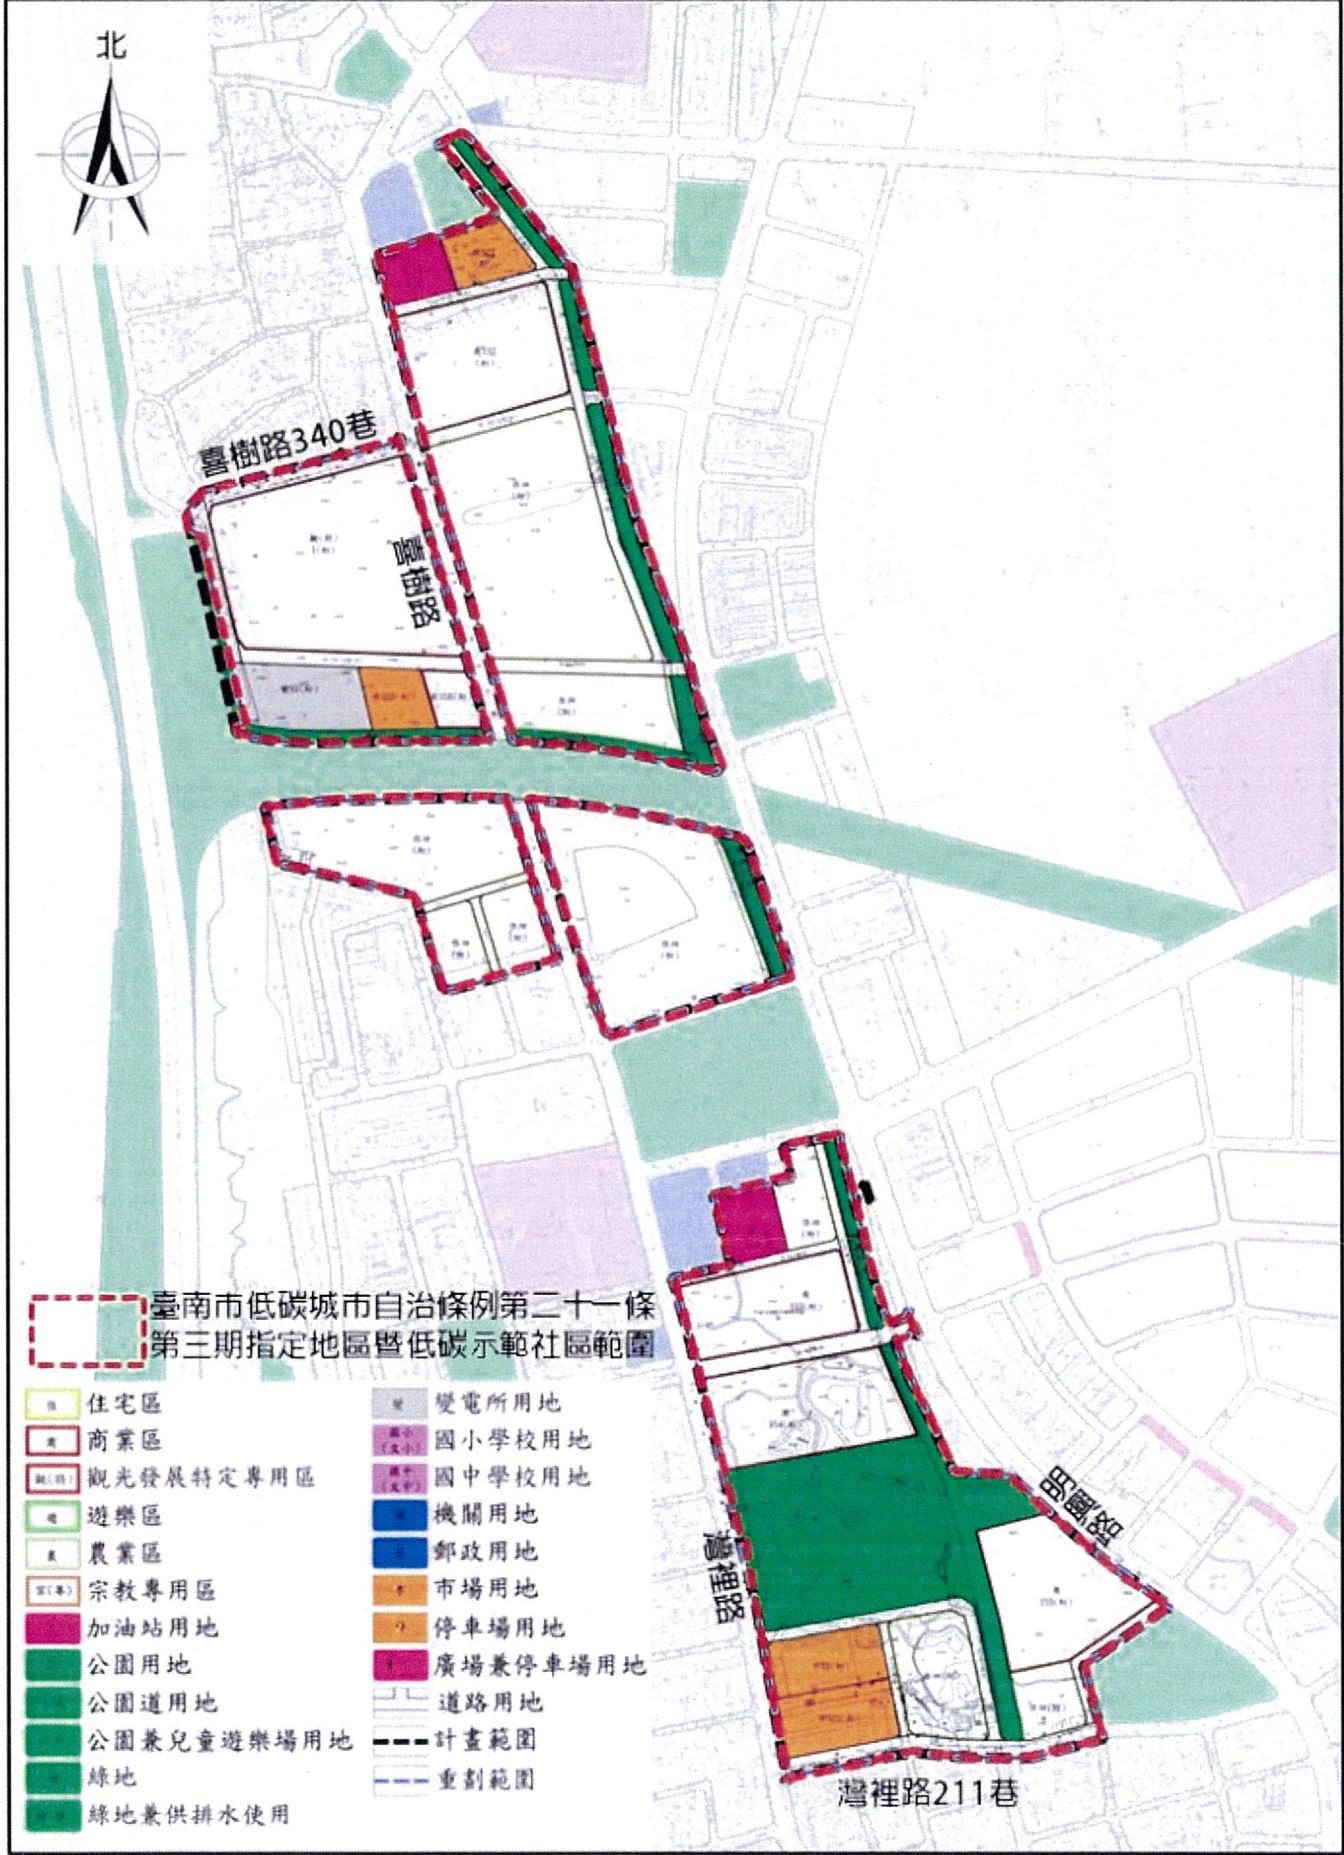 北
喜樹路340巷
喜樹路
臺南市低碳城市自治條例第二十一條
第三期指定地區暨低碳示範社區範圍
住宅區
商業區
觀光發展特定專用區
遊樂區
農業區
宗教專用區
加油站用地
公園用地
公園道用地
公園兼兒童遊樂場用地
綠地
綠地兼供排水使用
變電所用地
國小學校用地
國中學校用地
機關用地
郵政用地
市場用地
停車場用地
廣場兼停車場用地
道路用地
計畫範圍
重劃範圍
明鳳路
灣裡路
灣裡路211巷